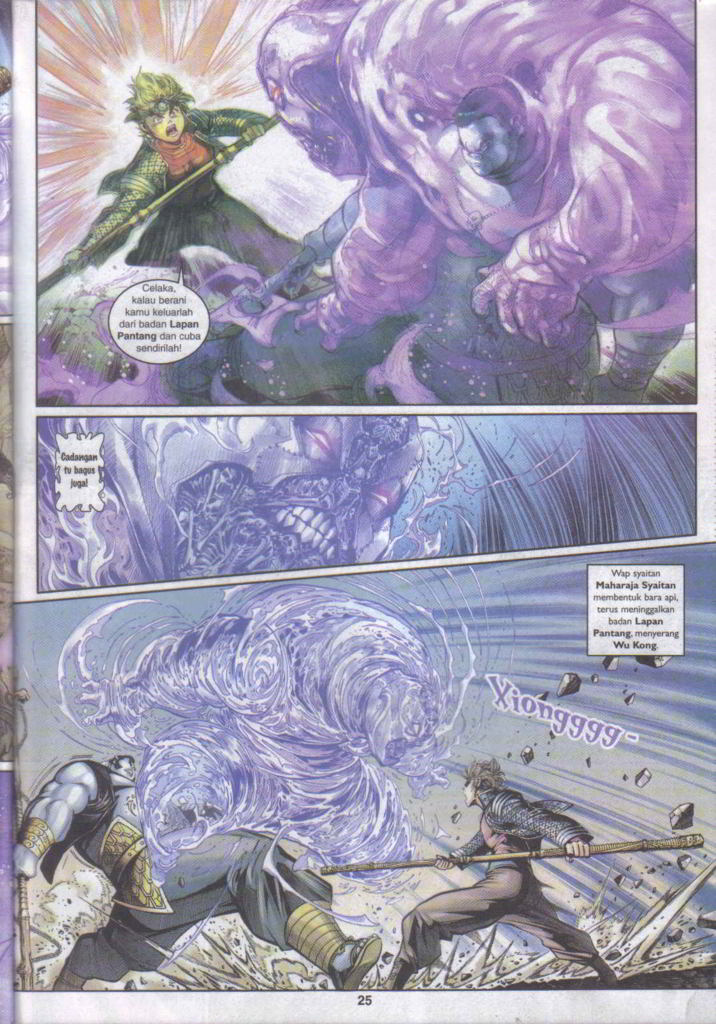 Celaka,
kalau berani
kamu keluarlah
dari badan Lapan
Pantang dan cuba
sendirilah!
Cadangan
tu bagus
juga!
Wap syaitan
Maharaja Syaitan
membentuk bara api,
terus meninggalkan
badan Lapan
Pantang, menyerang
Wu Kong.
Xiongggg-
25